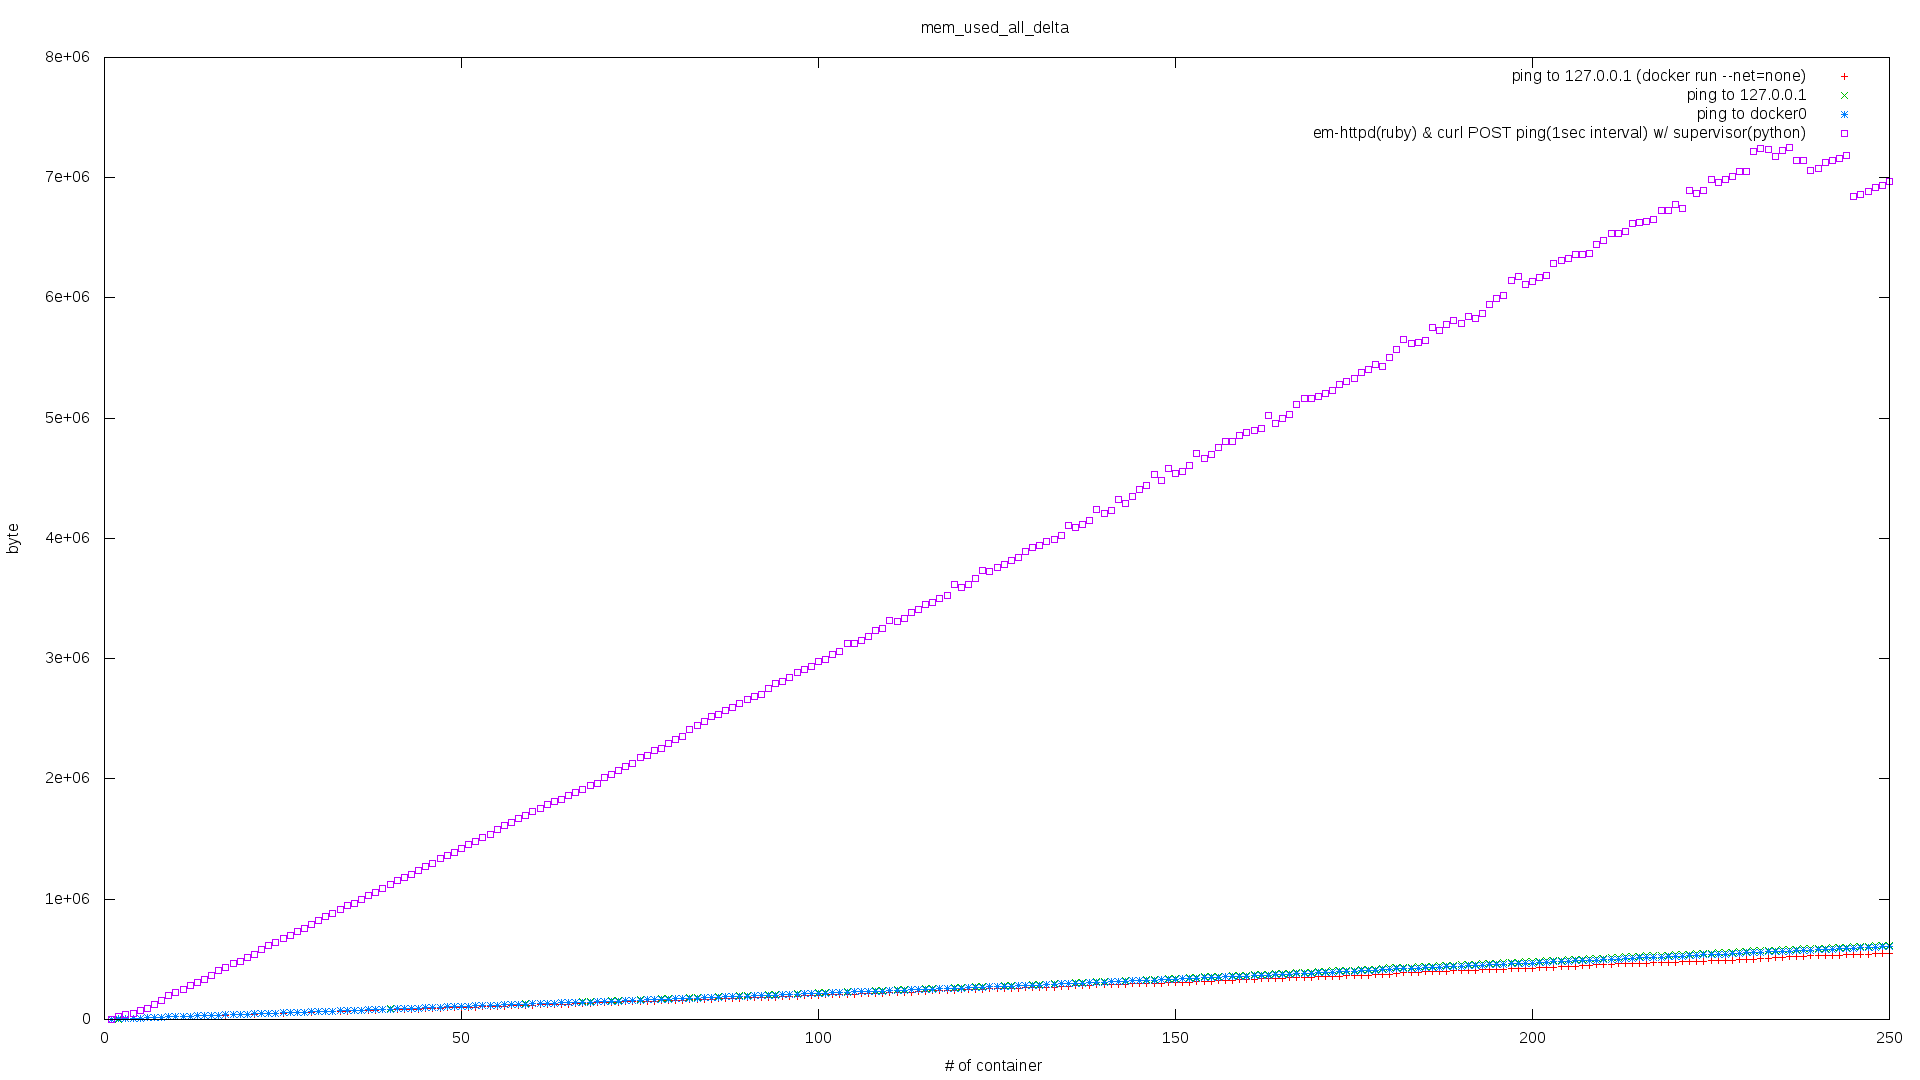 mem_used_all_delta
8e+06
7e+06
6e+06
5e+06
4e+06
3e+06
2e+06
1e+06
0
byte
ping to 127.0.0.1 (docker run --net=none)
ping to 127.0.0.1
ping to docker0
em-httpd(ruby) & curl POST ping(1sec interval) w/ supervisor(python)
0
50
100
150
200
250
# of container